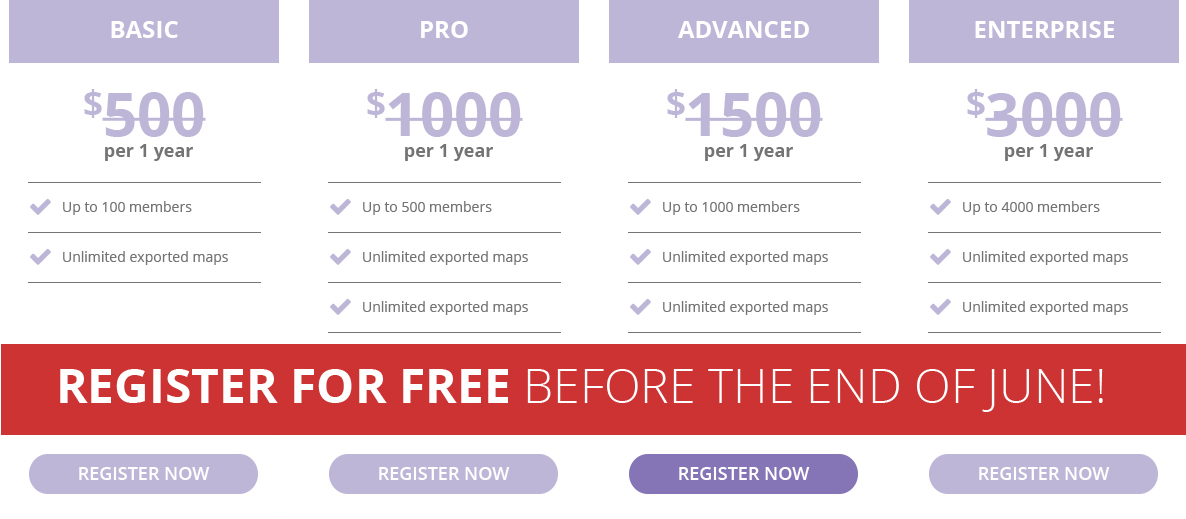 BASIC
$500
per 1 year
Up to 100 members
Unlimited exported maps
PRO
$1000
per 1 year
Up to 500 members
Unlimited exported maps
Unlimited exported maps
ADVANCED
$1500
per 1 year
Up to 1000 members
Unlimited exported maps
Unlimited exported maps
ENTERPRISE
$3000
per 1 year
Up to 4000 members
Unlimited exported maps
Unlimited exported maps
REGISTER FOR FREE BEFORE THE END OF JUNE!
REGISTER NOW
REGISTER NOW
REGISTER NOW
REGISTER NOW